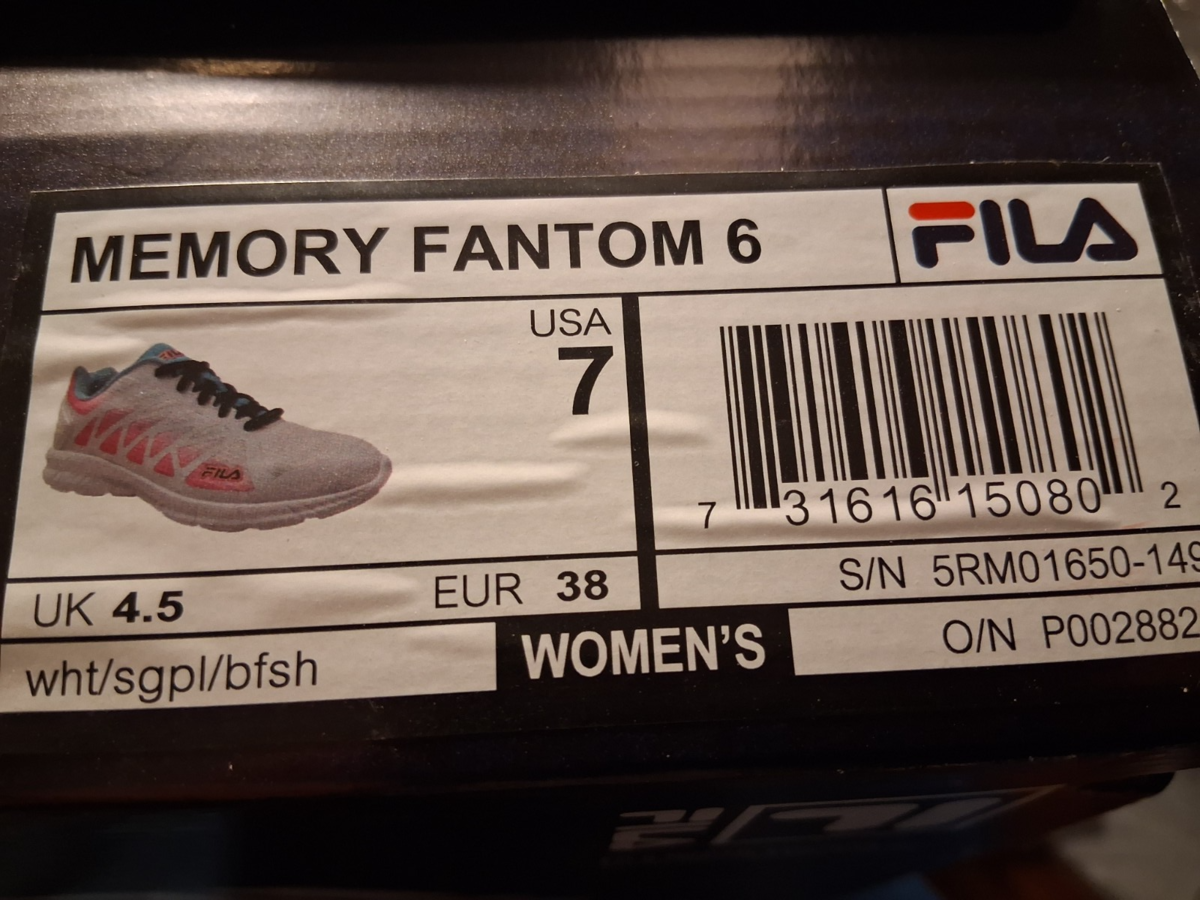 MEMORY FANTOM 6
FILA
USA
7
FILA
7 31616 15080 2
UK 4.5
EUR 38
S/N 5RM01650-149
wht/sgpl/bfsh
WOMEN'S
O/N P002882